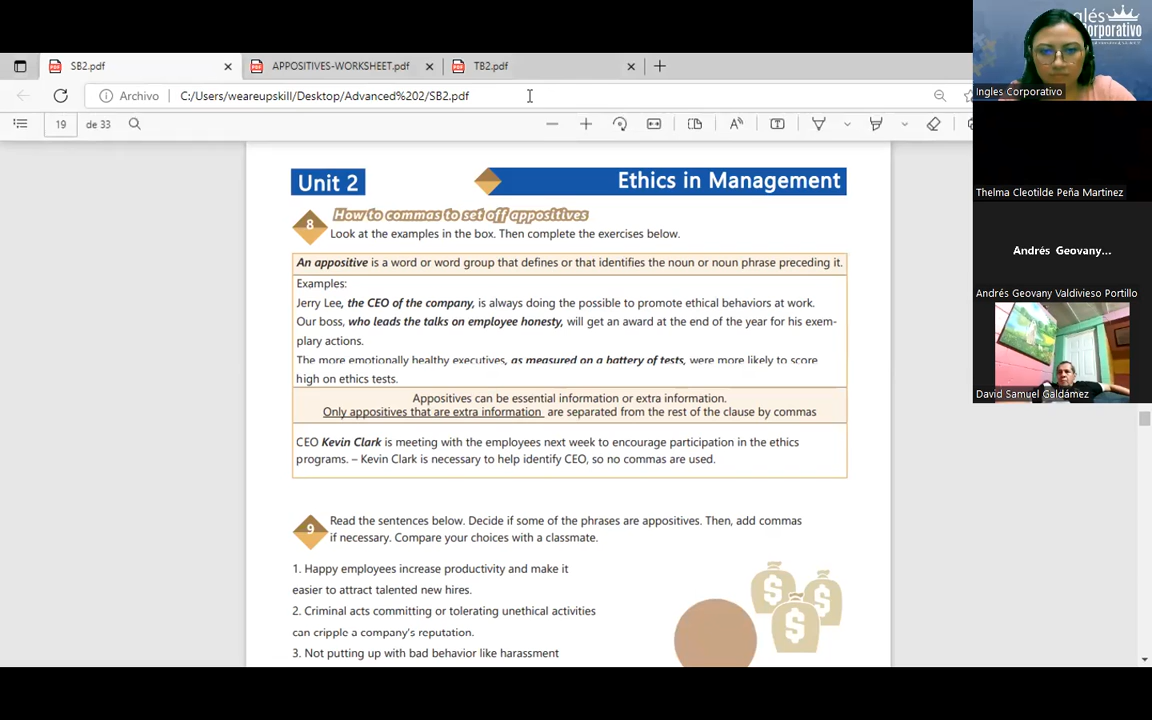 SB2.pdf
APPOSITIVES-WORKSHEET.pdf
TB2.pdf
Archivo
C:/Users/weareupskill/Desktop/Advanced%202/SB2.pdf
19
de 33
Unit 2
Ethics in Management
8
How to commas to set off appositives
Look at the examples in the box. Then complete the exercises below.
An appositive is a word or word group that defines or that identifies the noun or noun phrase preceding it.
Examples:
Jerry Lee, the CEO of the company, is always doing the possible to promote ethical behaviors at work.
Our boss, who leads the talks on employee honesty, will get an award at the end of the year for his exem-
plary actions.
The more emotionally healthy executives, as measured on a battery of tests, were more likely to score
high on ethics tests.
Appositives can be essential information or extra information.
Only appositives that are extra information are separated from the rest of the clause by commas
CEO Kevin Clark is meeting with the employees next week to encourage participation in the ethics
programs. – Kevin Clark is necessary to help identify CEO, so no commas are used.
9
Read the sentences below. Decide if some of the phrases are appositives. Then, add commas
if necessary. Compare your choices with a classmate.
1. Happy employees increase productivity and make it
easier to attract talented new hires.
2. Criminal acts committing or tolerating unethical activities
can cripple a company's reputation.
3. Not putting up with bad behavior like harassment
$
$
$
Corporativo
Ingles Corporativo
Thelma Cleotilde Peña Martinez
Andrés Geovany...
Andrés Geovany Valdivieso Portillo
David Samuel Galdámez